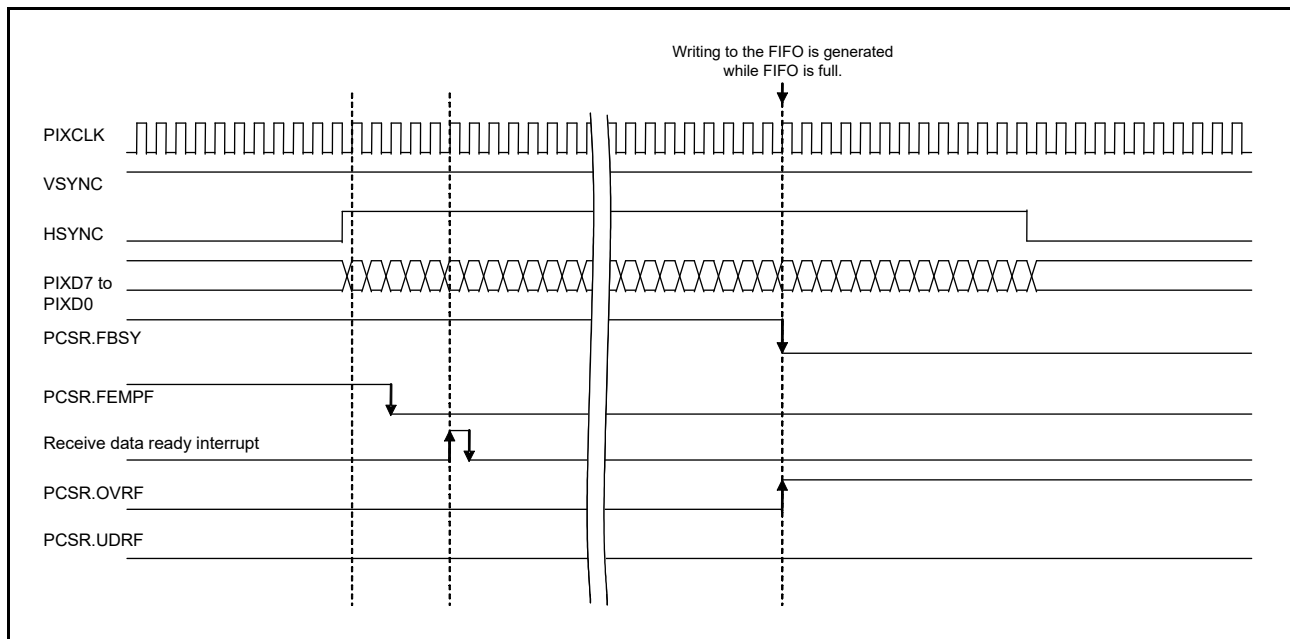 Writing to the FIFO is generated
while FIFO is full.
PIXCLK
VSYNC
HSYNC
PIXD7 to
PIXD0
PCSR.FBSY
PCSR.FEMPF
Receive data ready interrupt
PCSR.OVRF
PCSR.UDRF